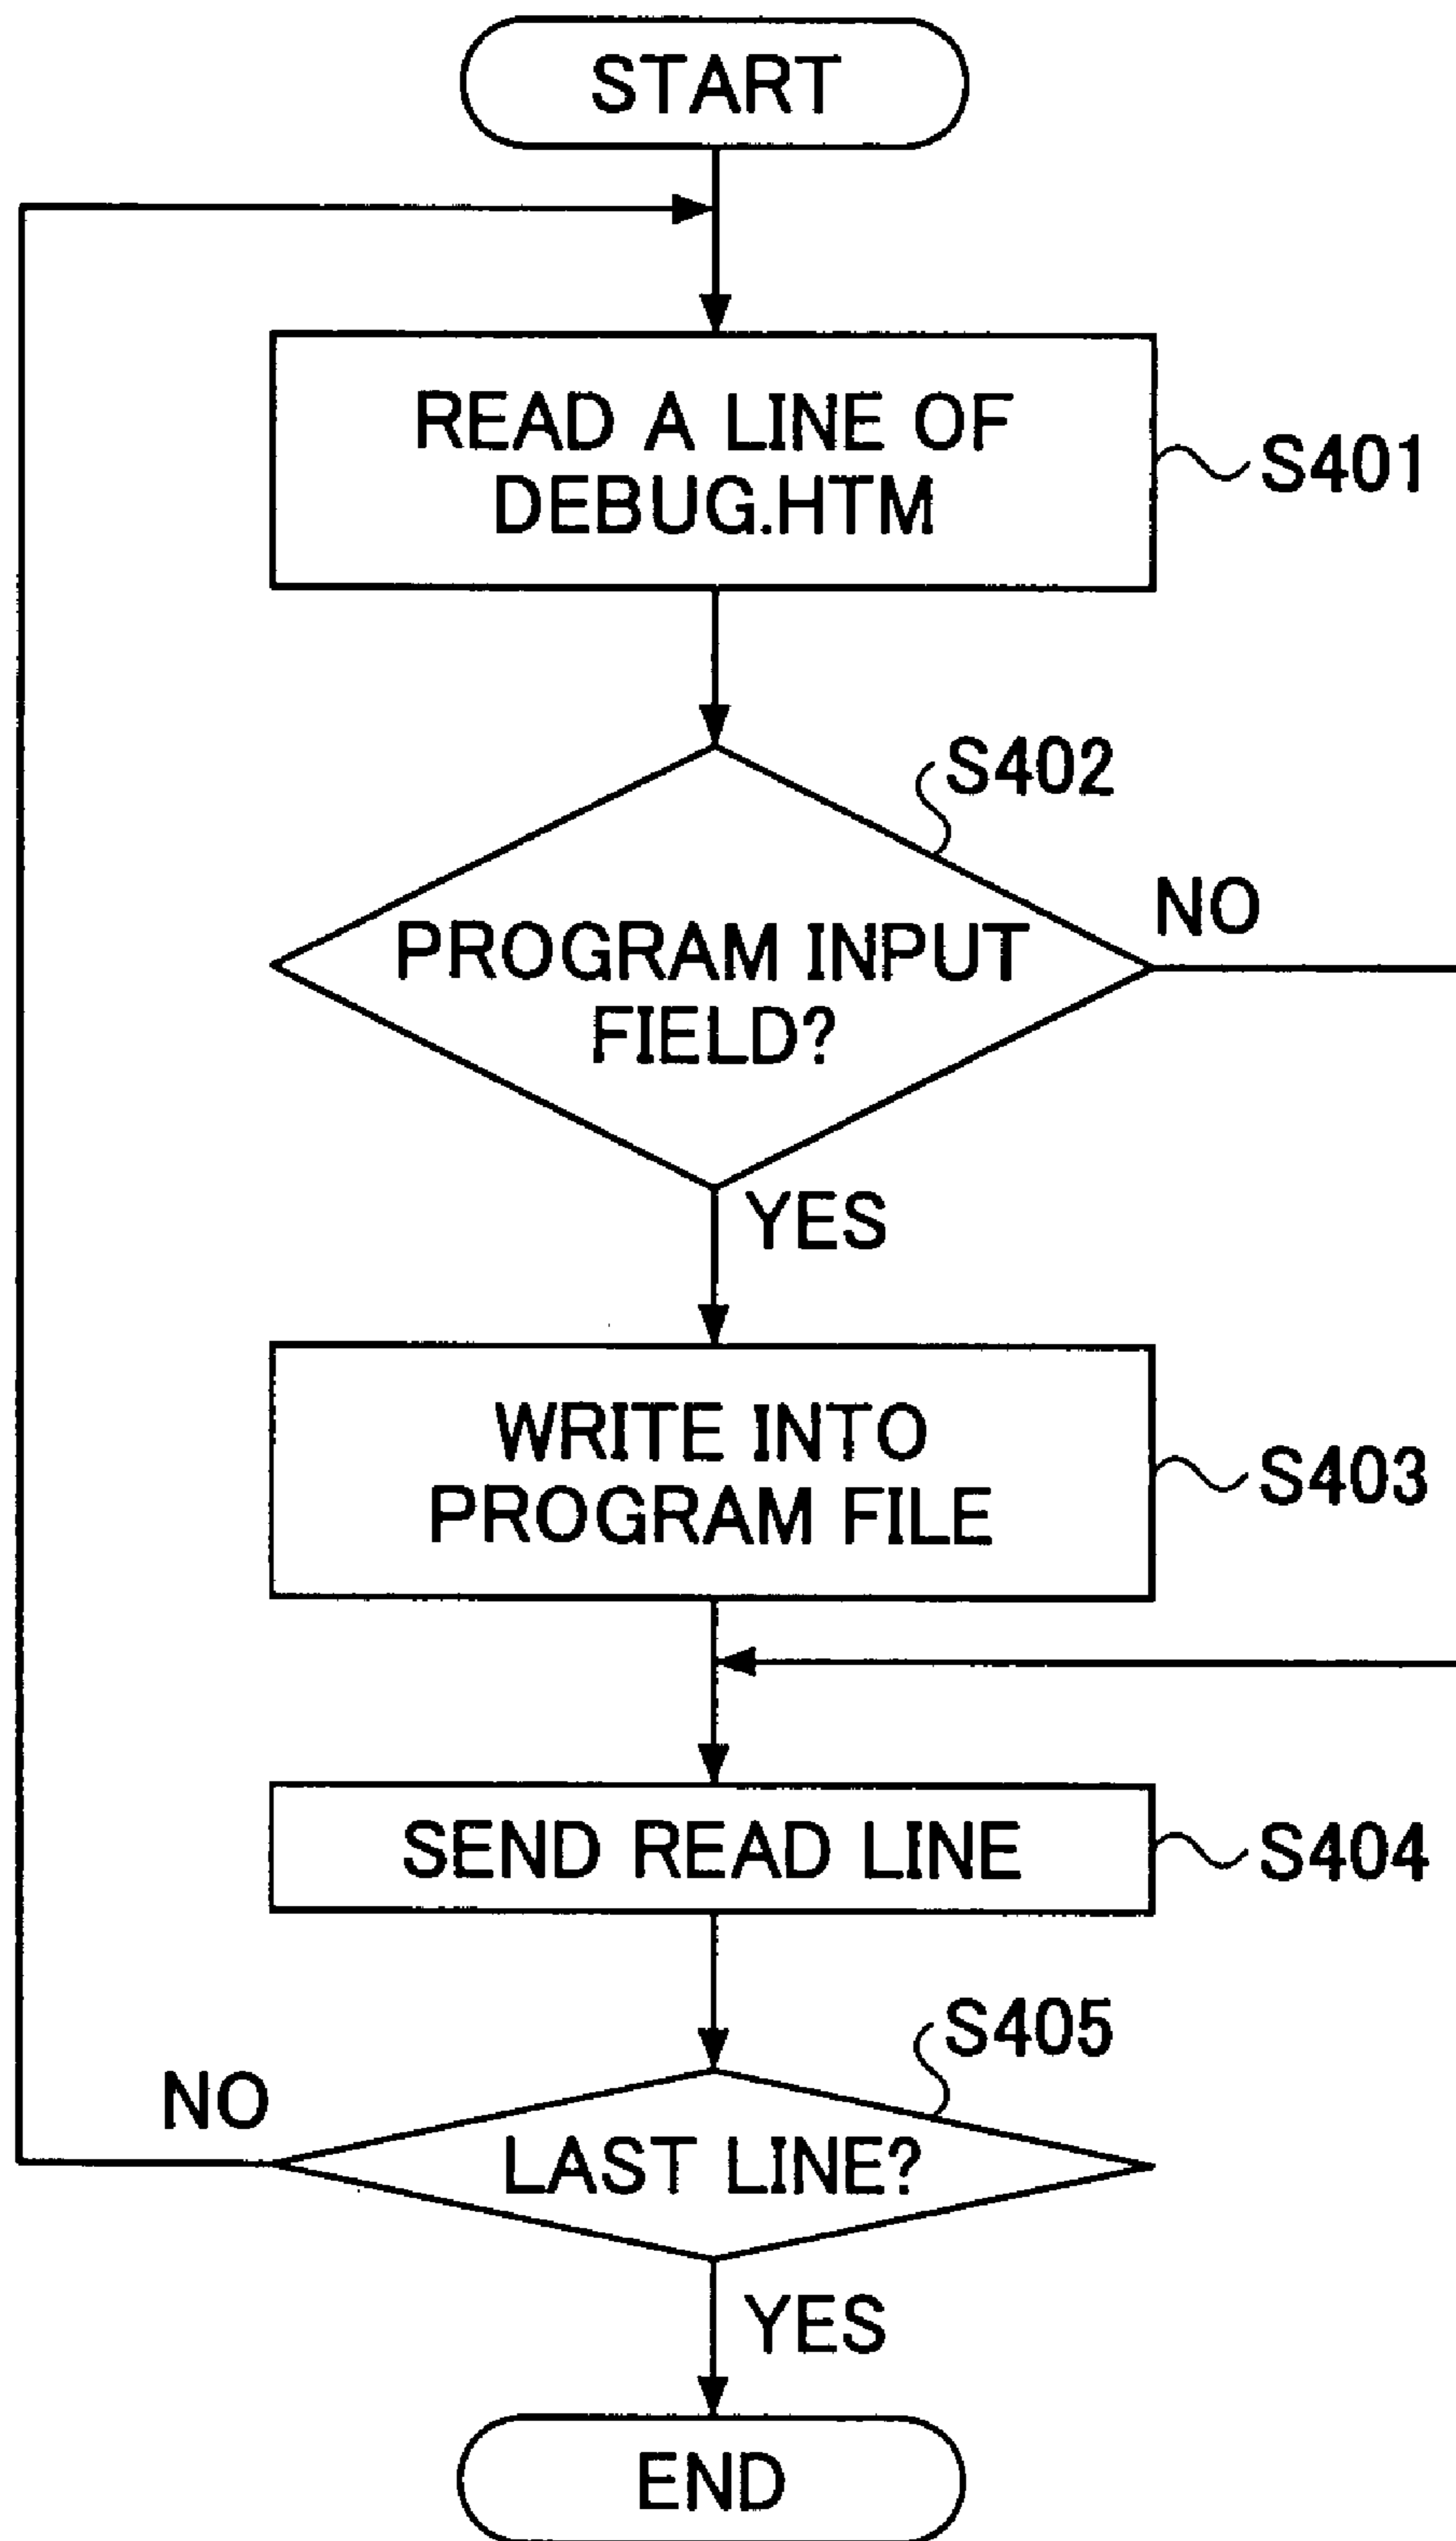 START
READ A LINE OF
DEBUG.HTM
S401
S402
PROGRAM INPUT
FIELD?
NO
YES
WRITE INTO
PROGRAM FILE
S403
SEND READ LINE
S404
S405
NO
LAST LINE?
YES
END